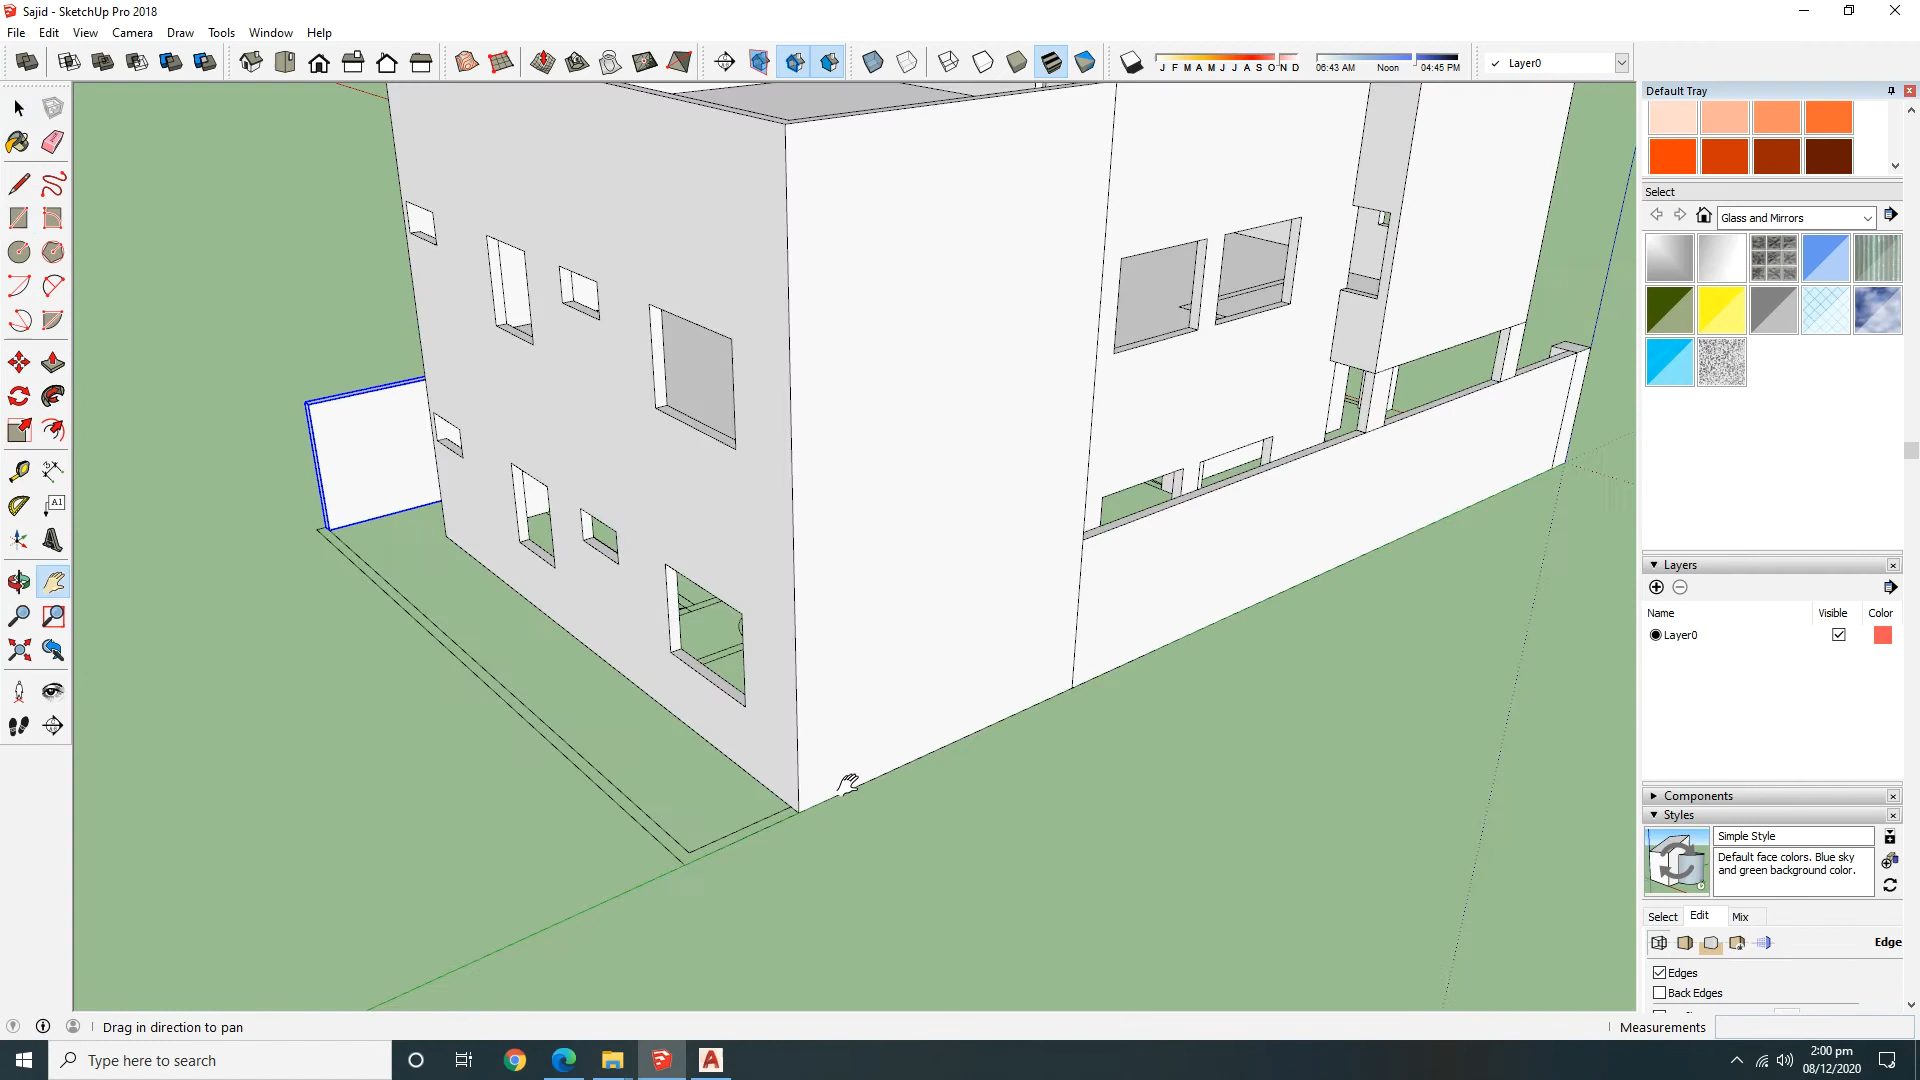 Sajid - SketchUp Pro 2018
File Edit View Camera Draw Tools Window Help
J F M A M J J A S O N D
06:43 AM Noon 04:45 PM
Layer0
Default Tray
Select
Glass and Mirrors
A1
Layers
Name Visible Color
Layer0
Components
Styles
Simple Style
Default face colors. Blue sky
and green background color.
Select Edit Mix
Edge
Edges
Back Edges
Drag in direction to pan
Measurements
Type here to search
2:00 pm
08/12/2020